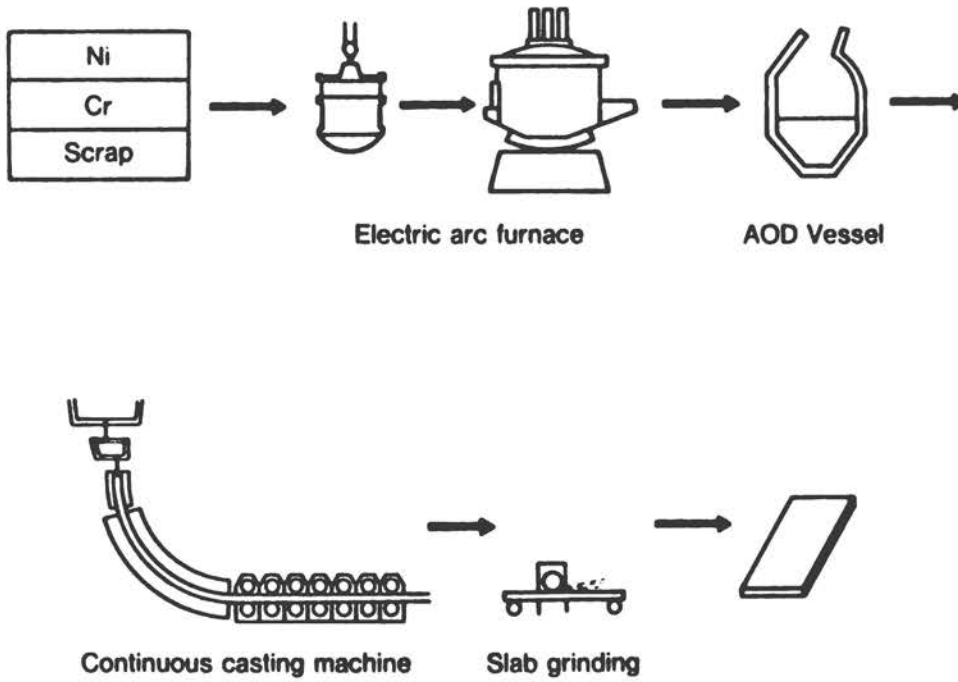 Ni
Cr
Scrap
Electric arc furnace
AOD Vessel
Continuous casting machine
Slab grinding